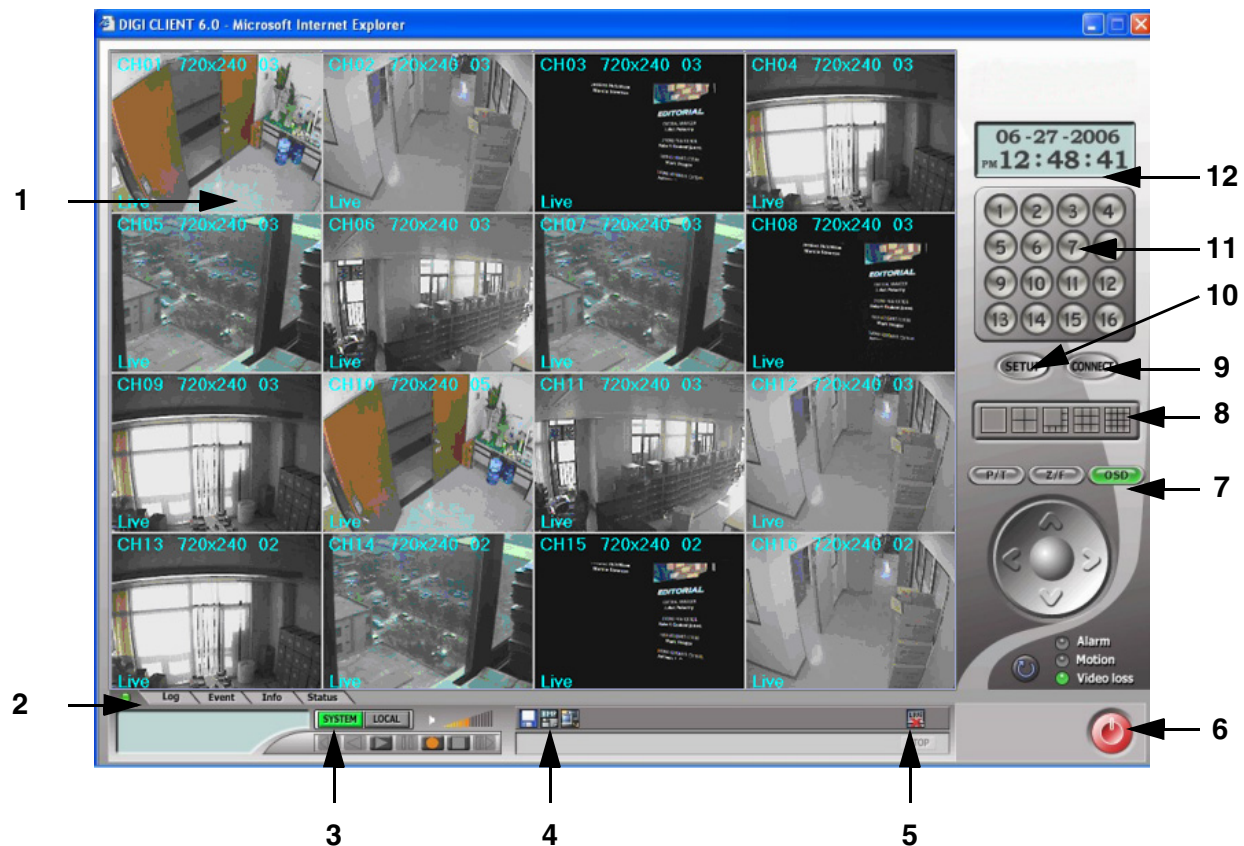 DIGI CLIENT 6.0 - Microsoft Internet Explorer
CH01 720x240 03
CH02 720x240 03
CH03 720x240 03
CH04 720x240 03
EDITORIAL
Live
Live
Live
Live
CH05 720x240 03
CH06 720x240 03
CH07 720x240 03
CH08 720x240 03
EDITORIAL
Live
Live
Live
Live
CH09 720x240 03
CH10 720x240 05
CH11 720x240 03
CH12 720x240 03
Live
Live
Live
Live
CH13 720x240 02
CH14 720x240 02
CH15 720x240 02
CH16 720x240 02
EDITORIAL
Live
Live
Live
Live
06-27-2006
PM 12:48:41
1 2 3 4
5 6 7
9 10 11 12
13 14 15 16
SETUP CONNECT
P/T Z/F OSD
Alarm
Motion
Video loss
Log Event Info Status
SYSTEM LOCAL
BMP
LOG
1
2
3
4
5
6
7
8
9
10
11
12